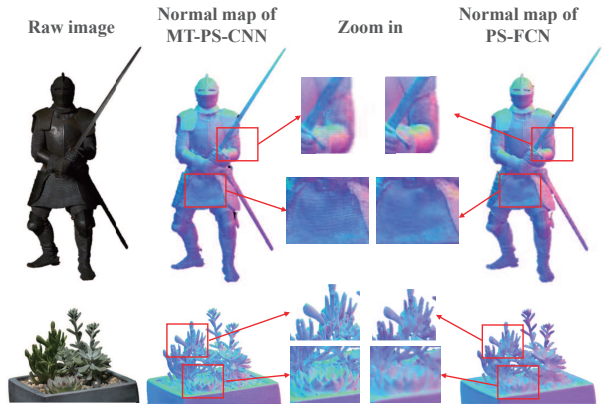 Raw image
Normal map of
MT-PS-CNN
Zoom in
Normal map of
PS-FCN